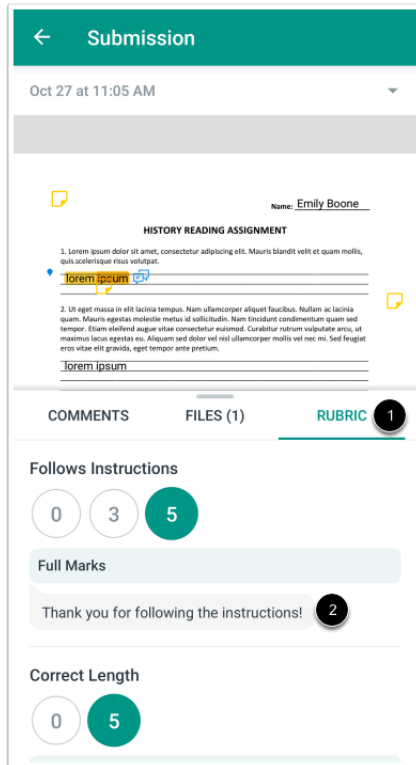 Submission
Oct 27 at 11:05 AM
Name: Emily Boone
HISTORY READING ASSIGNMENT
1. Lorem ipsum dolor sit amet, consectetur adipiscing elit. Mauris blandit velit et quam mollis,
quis scelerisque risus volutpat.
lorem ipsum
2. Ut eget massa in elit lacinia tempus. Nam ullamcorper aliquet faucibus. Nullam ac lacinia
quam. Mauris egestas molestie metus id sollicitudin. Nam tincidunt condimentum quam sed
tempor. Etiam eleifend augue vitae consectetur euismod. Curabitur rutrum vulputate arcu, ut
maximus lacus egestas eu. Aliquam sed dolor vel nisl ullamcorper mollis vel nec mi. Sed feugiat
eros vitae elit gravida, eget tempor ante pretium.
lorem ipsum
COMMENTS FILES (1) RUBRIC 1
Follows Instructions
0 3 5
Full Marks
Thank you for following the instructions! 2
Correct Length
0 5